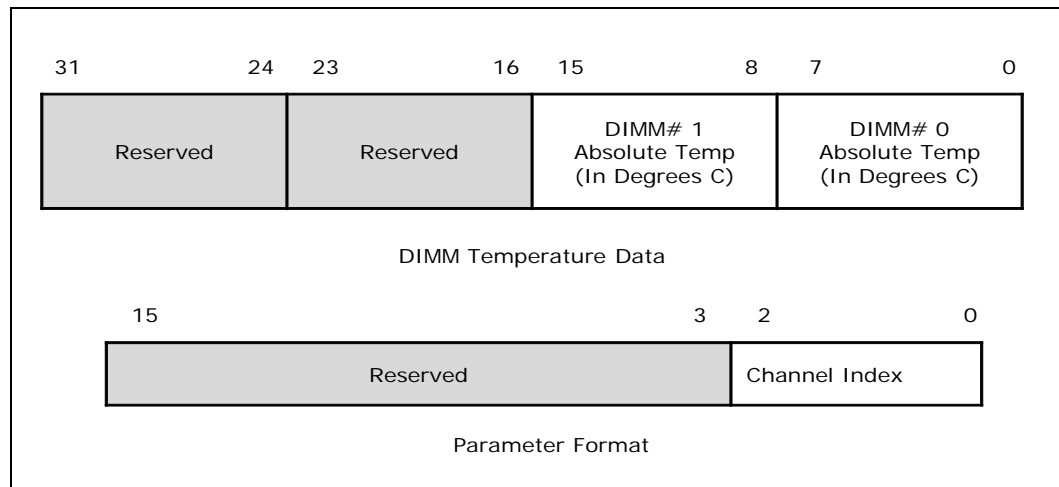 31 24 23 16 15 8 7 0
Reserved Reserved DIMM# 1 Absolute Temp (In Degrees C) DIMM# 0 Absolute Temp (In Degrees C)
DIMM Temperature Data
15 3 2 0
Reserved Channel Index
Parameter Format